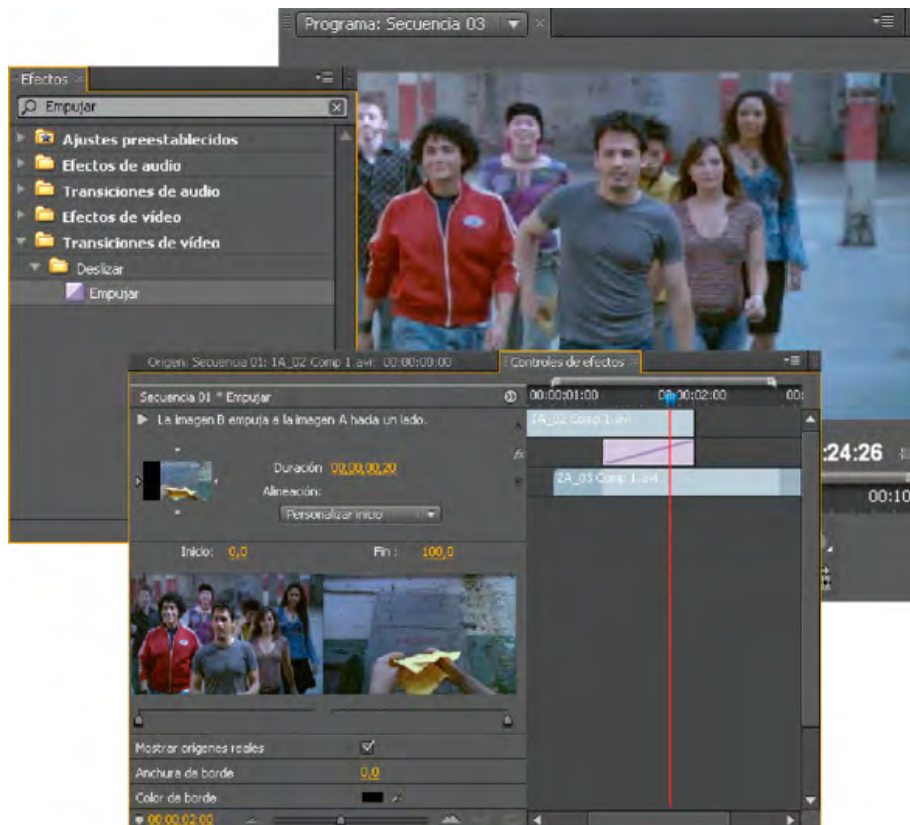 Programa: Secuencia 03
Efectos
Empujar
Ajustes preestablecidos
Efectos de audio
Transiciones de audio
Efectos de vídeo
Transiciones de vídeo
Deslizar
Empujar
Origen: Secuencia 01: 1A_02 Comp 1.avi: 00:00:00:00
Controles de efectos
Secuencia 01 * Empujar
00:00:01:00 00:00:02:00 00:
La imagen B empuja a la imagen A hacia un lado.
A
1A_02 Comp 1.avi
fx
B
2A_03 Comp 1.avi
Duración 00;00;00;20
Alineación:
Personalizar inicio
Inicio: 0,0 Fin : 100,0
Mostrar orígenes reales
Anchura de borde 0,0
Color de borde
00:00:02:00
:24:26
00:10